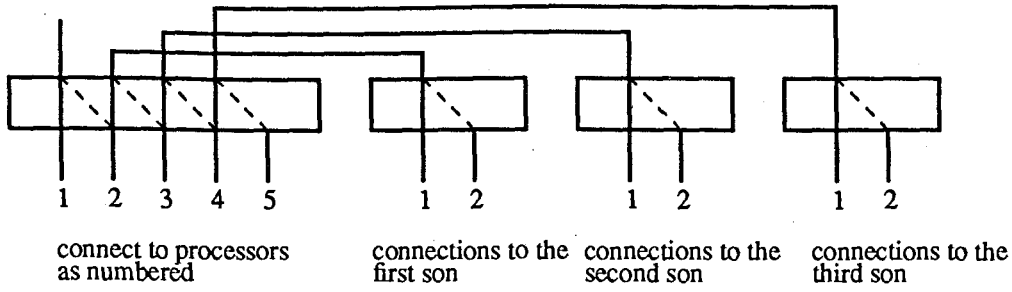 1 2 3 4 5 1 2 1 2 1 2
connect to processors
as numbered
connections to the
first son
connections to the
second son
connections to the
third son